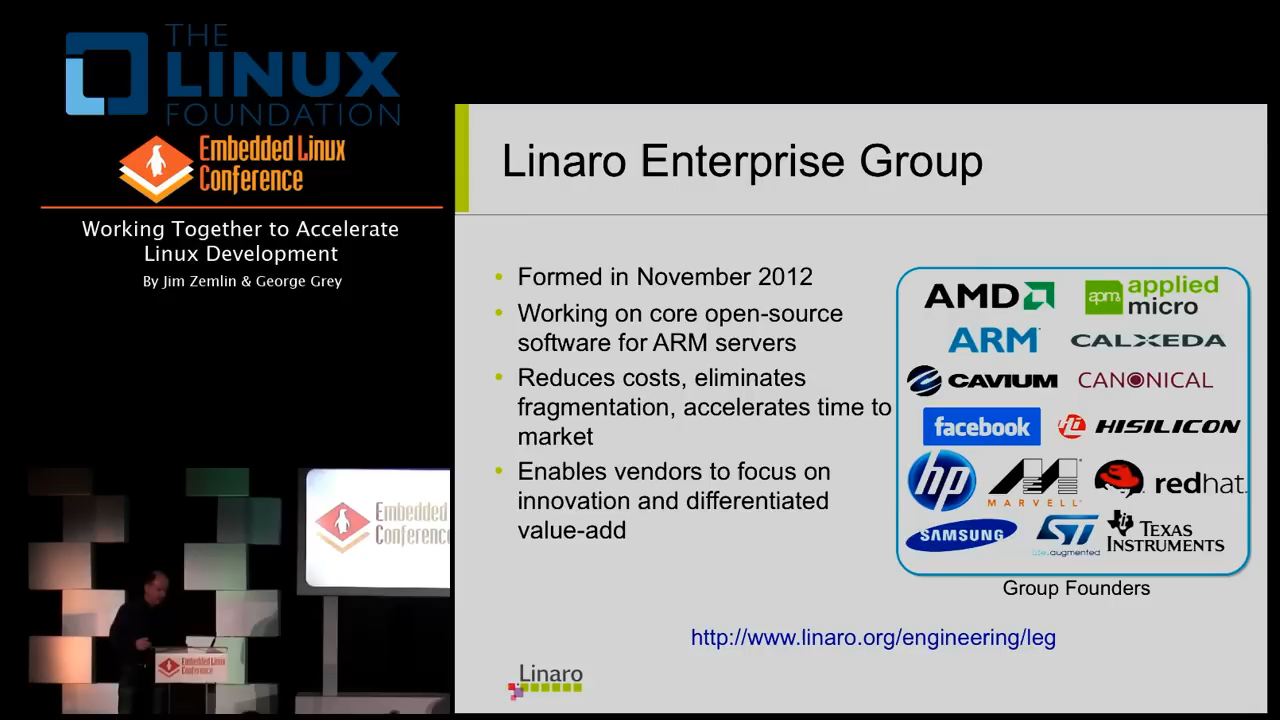 THE
LINUX
FOUNDATION
Embedded Linux
Conference
Working Together to Accelerate
Linux Development
By Jim Zemlin & George Grey
Linaro Enterprise Group
• Formed in November 2012
• Working on core open-source
software for ARM servers
• Reduces costs, eliminates
fragmentation, accelerates time to
market
• Enables vendors to focus on
innovation and differentiated
value-add
AMD
apm applied
micro
ARM
CALXEDA
CAVIUM
CANONICAL
facebook
HISILICON
hp
MARVELL
redhat.
SAMSUNG
ST
life.augmented
TEXAS
INSTRUMENTS
Group Founders
http://www.linaro.org/engineering/leg
Linaro
Embedded
Conference
Embedded Linux
Conference